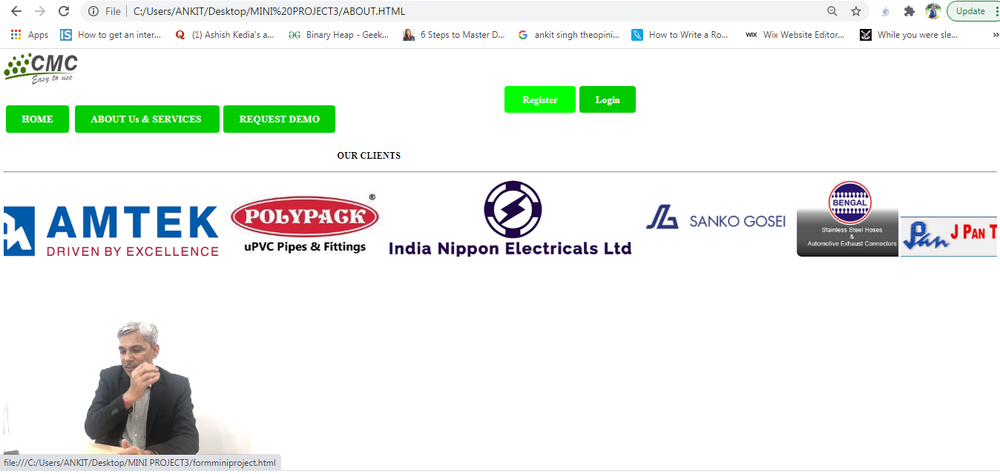 File C:/Users/ANKIT/Desktop/MINI%20PROJECT3/ABOUT.HTML Update
Apps How to get an inter... (1) Ashish Kedia's a... Binary Heap - Geek... 6 Steps to Master D... ankit singh theopini... How to Write a Ro... WIX Wix Website Editor... While you were sle... »
CMC
Easy to use
Register Login
HOME ABOUT Us & SERVICES REQUEST DEMO
OUR CLIENTS
AMTEK
DRIVEN BY EXCELLENCE
POLYPACK ®
uPVC Pipes & Fittings
India Nippon Electricals Ltd
SANKO GOSEI
BENGAL
Stainless Steel Hoses
&
Automotive Exhaust Connectors
Pan J PAN T
file:///C:/Users/ANKIT/Desktop/MINI PROJECT3/formminiproject.html